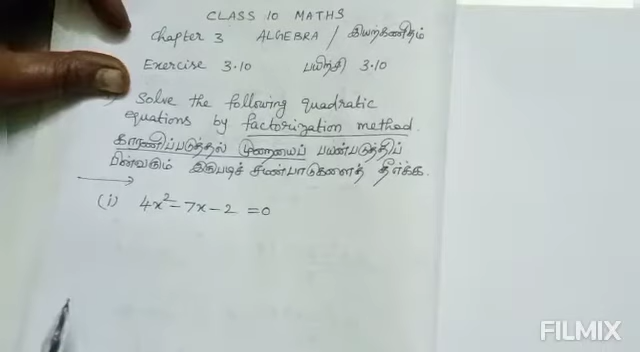 CLASS 10 MATHS
Chapter 3 ALGEBRA / இயற்கணிதம்
Exercise 3.10 பயிற்சி 3.10
Solve the following quadratic
equations by factorization method.
காரணிப்படுத்தல் முறையைப் பயன்படுத்திப்
பின்வரும் இருபடிச் சமன்பாடுகளைத் தீர்க்க.
(i) 4x² - 7x - 2 = 0
FILMIX